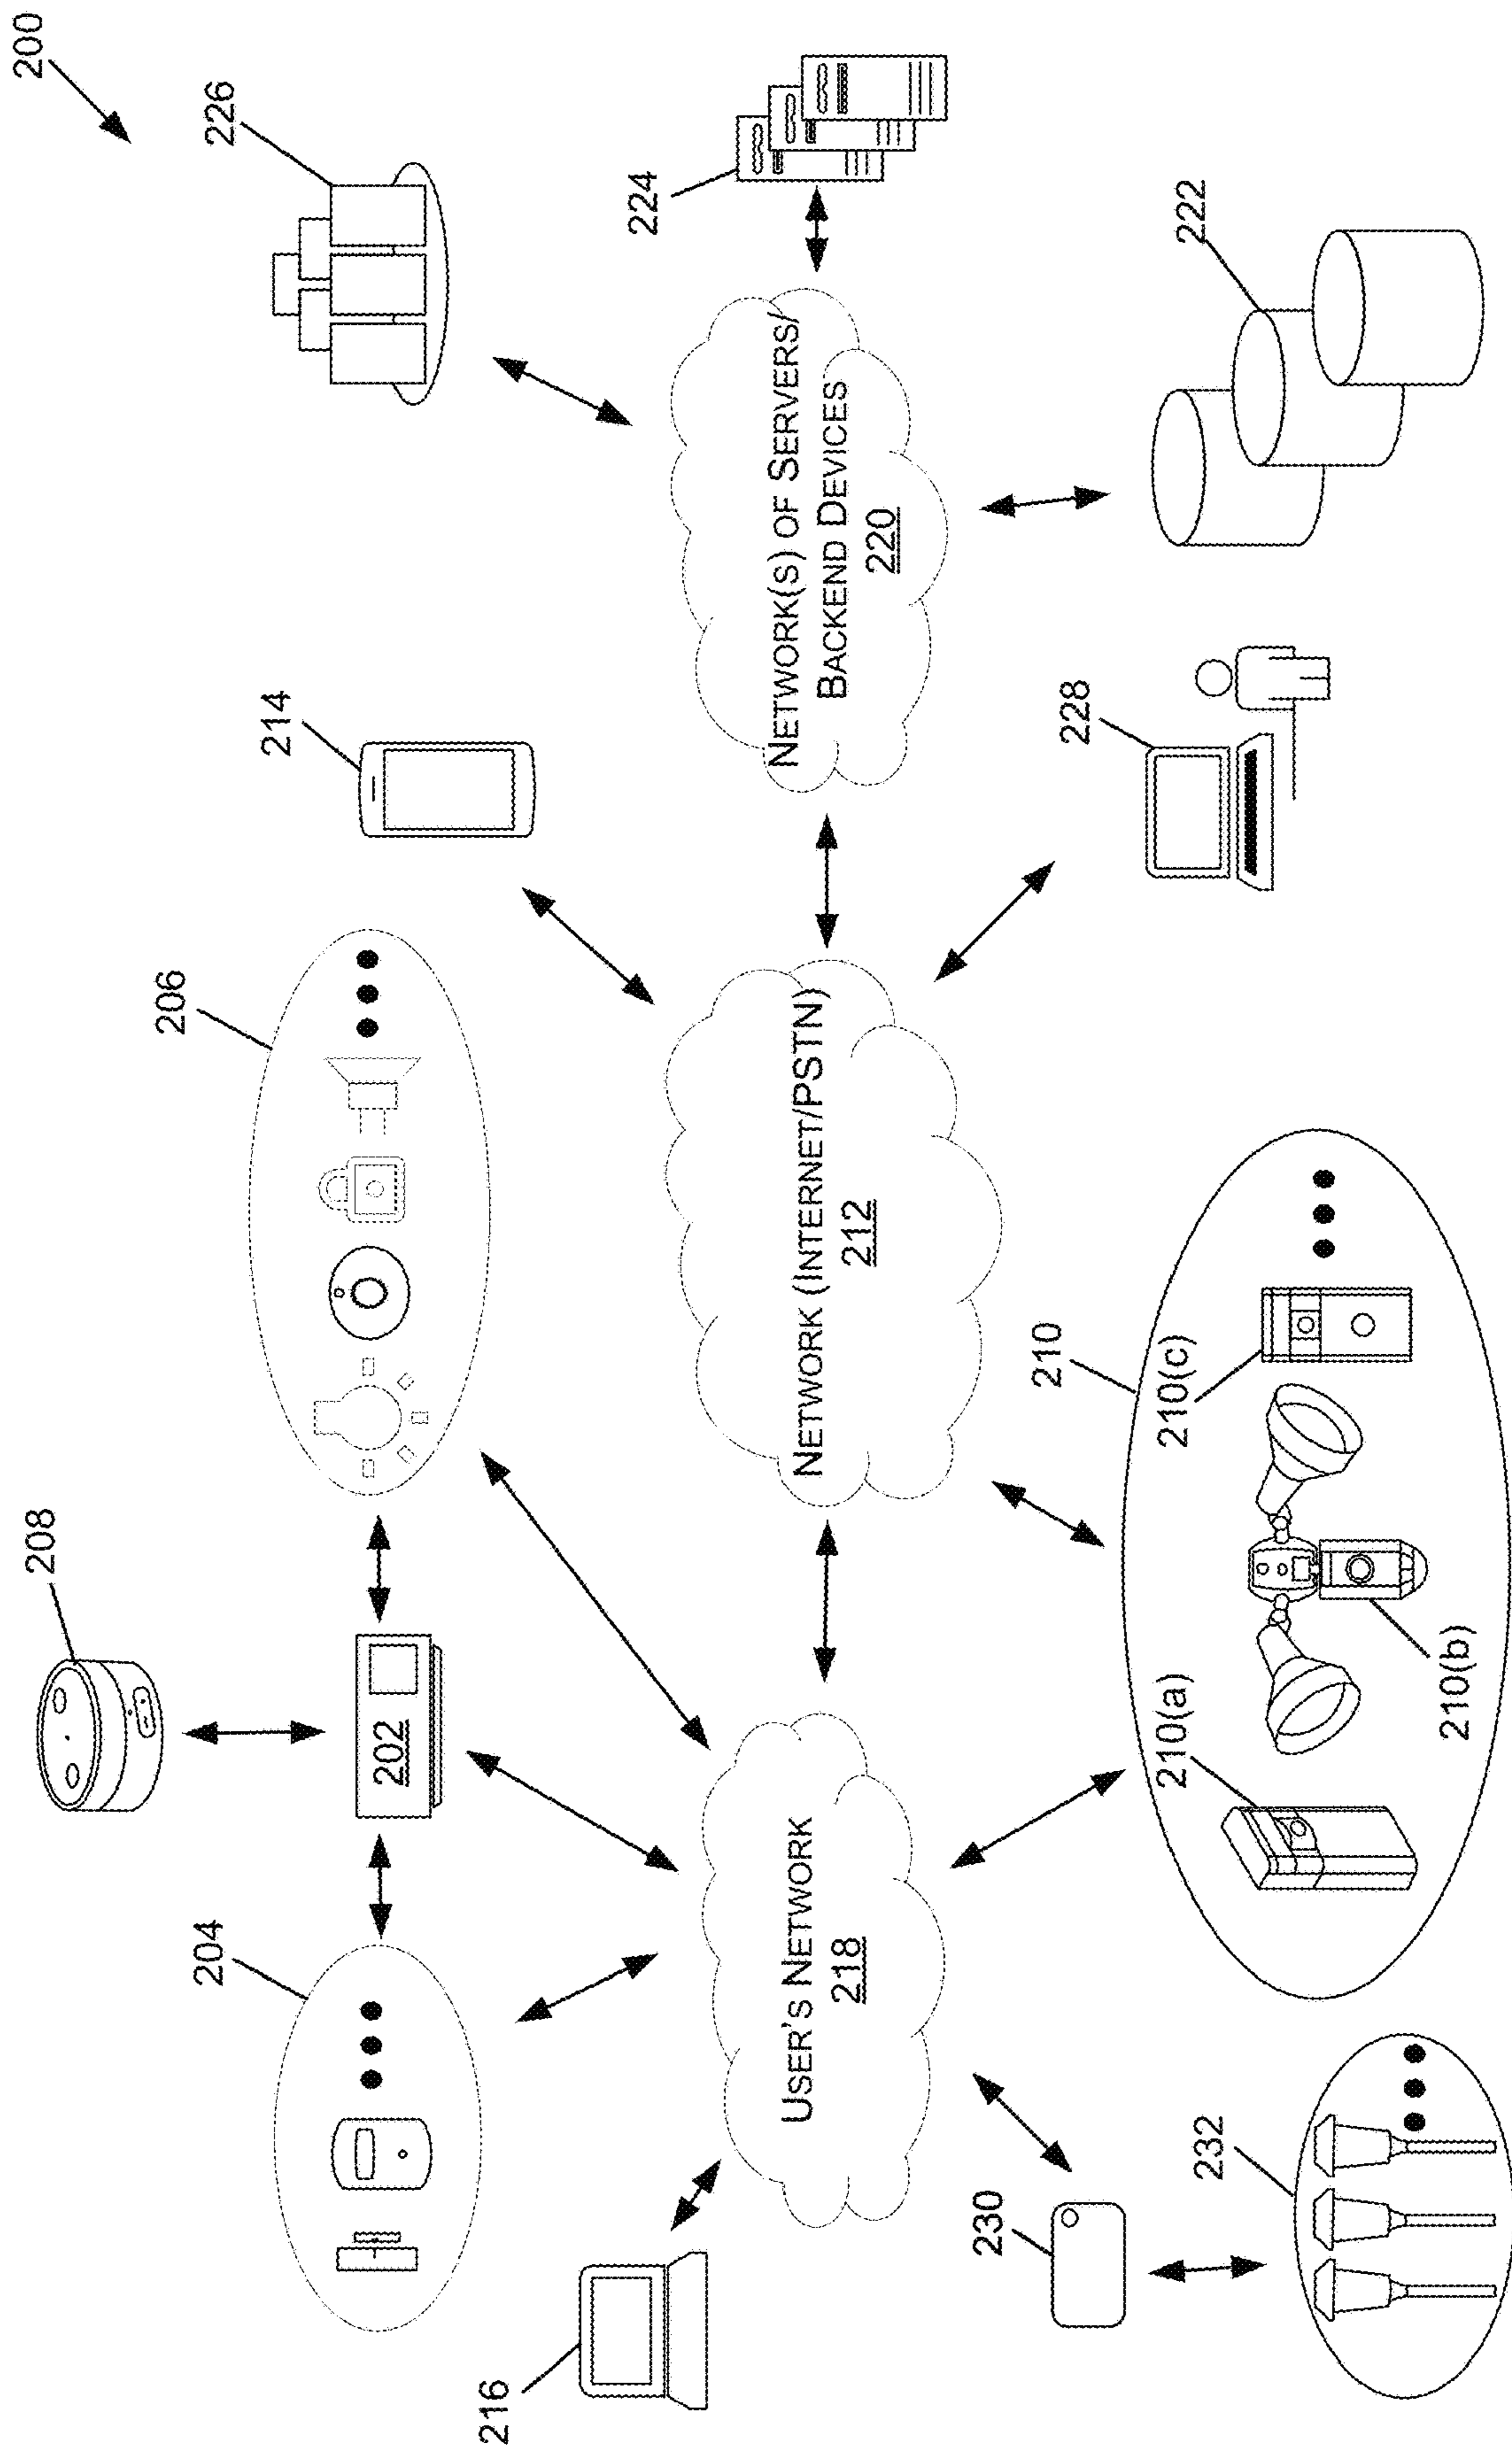 200
208
226
206
214
204
202
224
216
USER'S NETWORK
218
NETWORK (INTERNET/PSTN)
212
NETWORK(S) OF SERVERS/
BACKEND DEVICES
220
222
228
230
210
210(a)
210(c)
232
210(b)